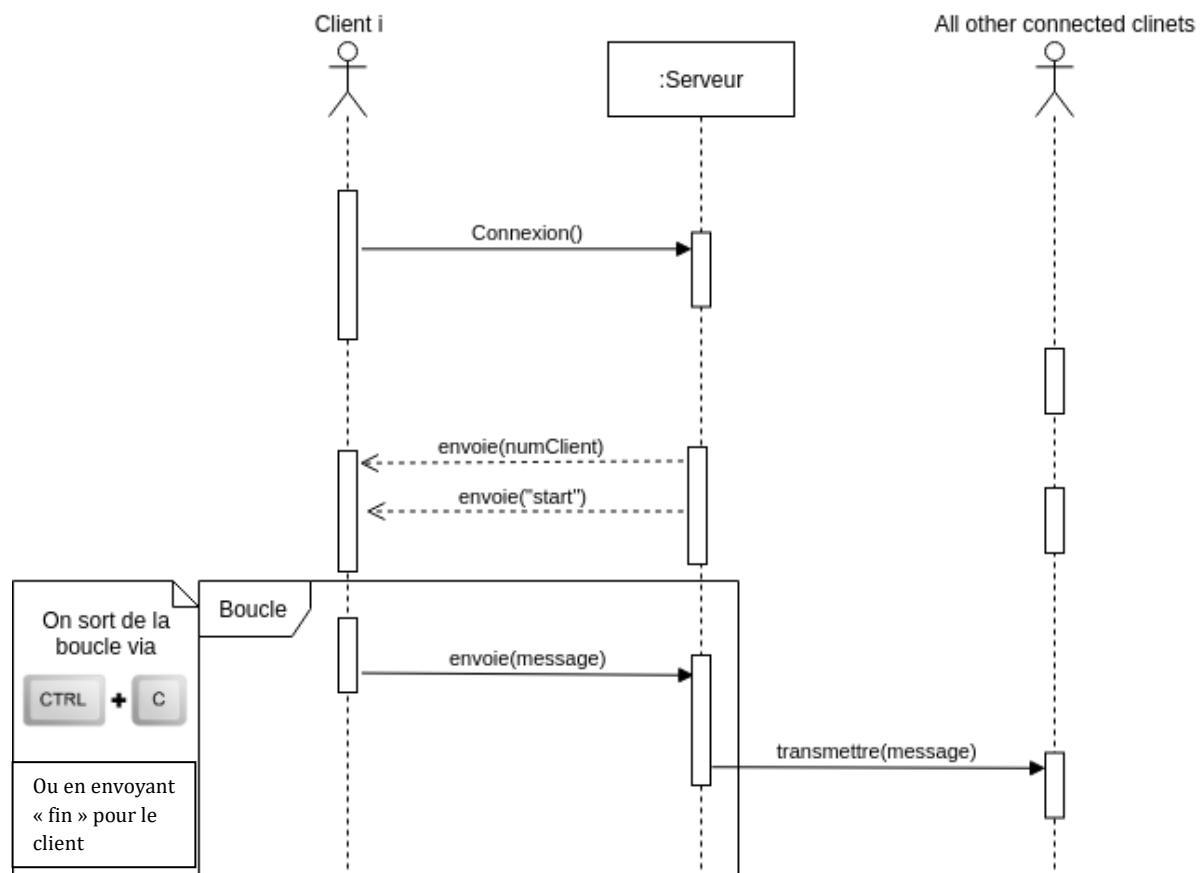 Client i
:Serveur
All other connected clinets
Connexion()
envoie(numClient)
envoie("start")
Boucle
On sort de la
boucle via
CTRL + C
envoie(message)
transmettre(message)
Ou en envoyant
« fin » pour le
client